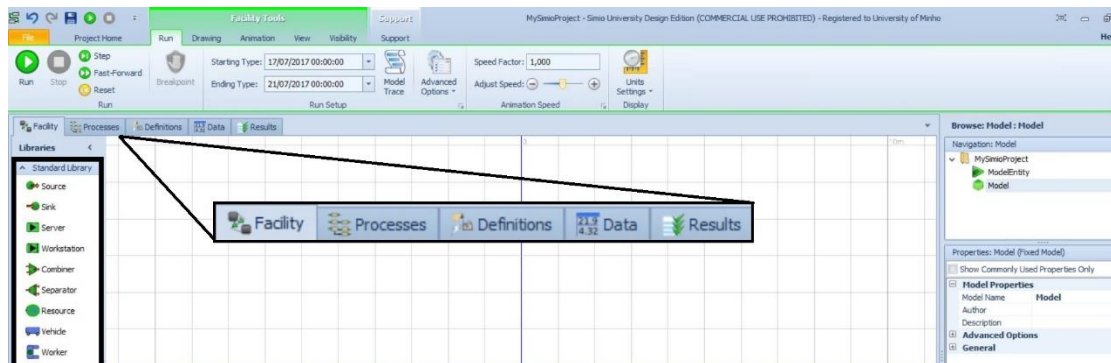 Facility Tools
Support
MySimioProject - Simio University Design Edition (COMMERCIAL USE PROHIBITED) - Registered to University of Minho
File
Project Home
Run
Drawing
Animation
View
Visibility
Support
He
Run
Stop
Step
Fast-Forward
Reset
Run
Breakpoint
Starting Type: 17/07/2017 00:00:00
Ending Type: 21/07/2017 00:00:00
Model Trace
Advanced Options
Run Setup
Speed Factor: 1,000
Adjust Speed:
Animation Speed
Units Settings
Display
Facility
Processes
Definitions
Data
Results
Libraries
Standard Library
Source
Sink
Server
Workstation
Combiner
Separator
Resource
Vehicle
Worker
Facility
Processes
Definitions
21.9
4.32
Data
Results
Browse: Model : Model
Navigation: Model
MySimioProject
ModelEntity
Model
Properties: Model (Fixed Model)
Show Commonly Used Properties Only
Model Properties
Model Name Model
Author
Description
Advanced Options
General